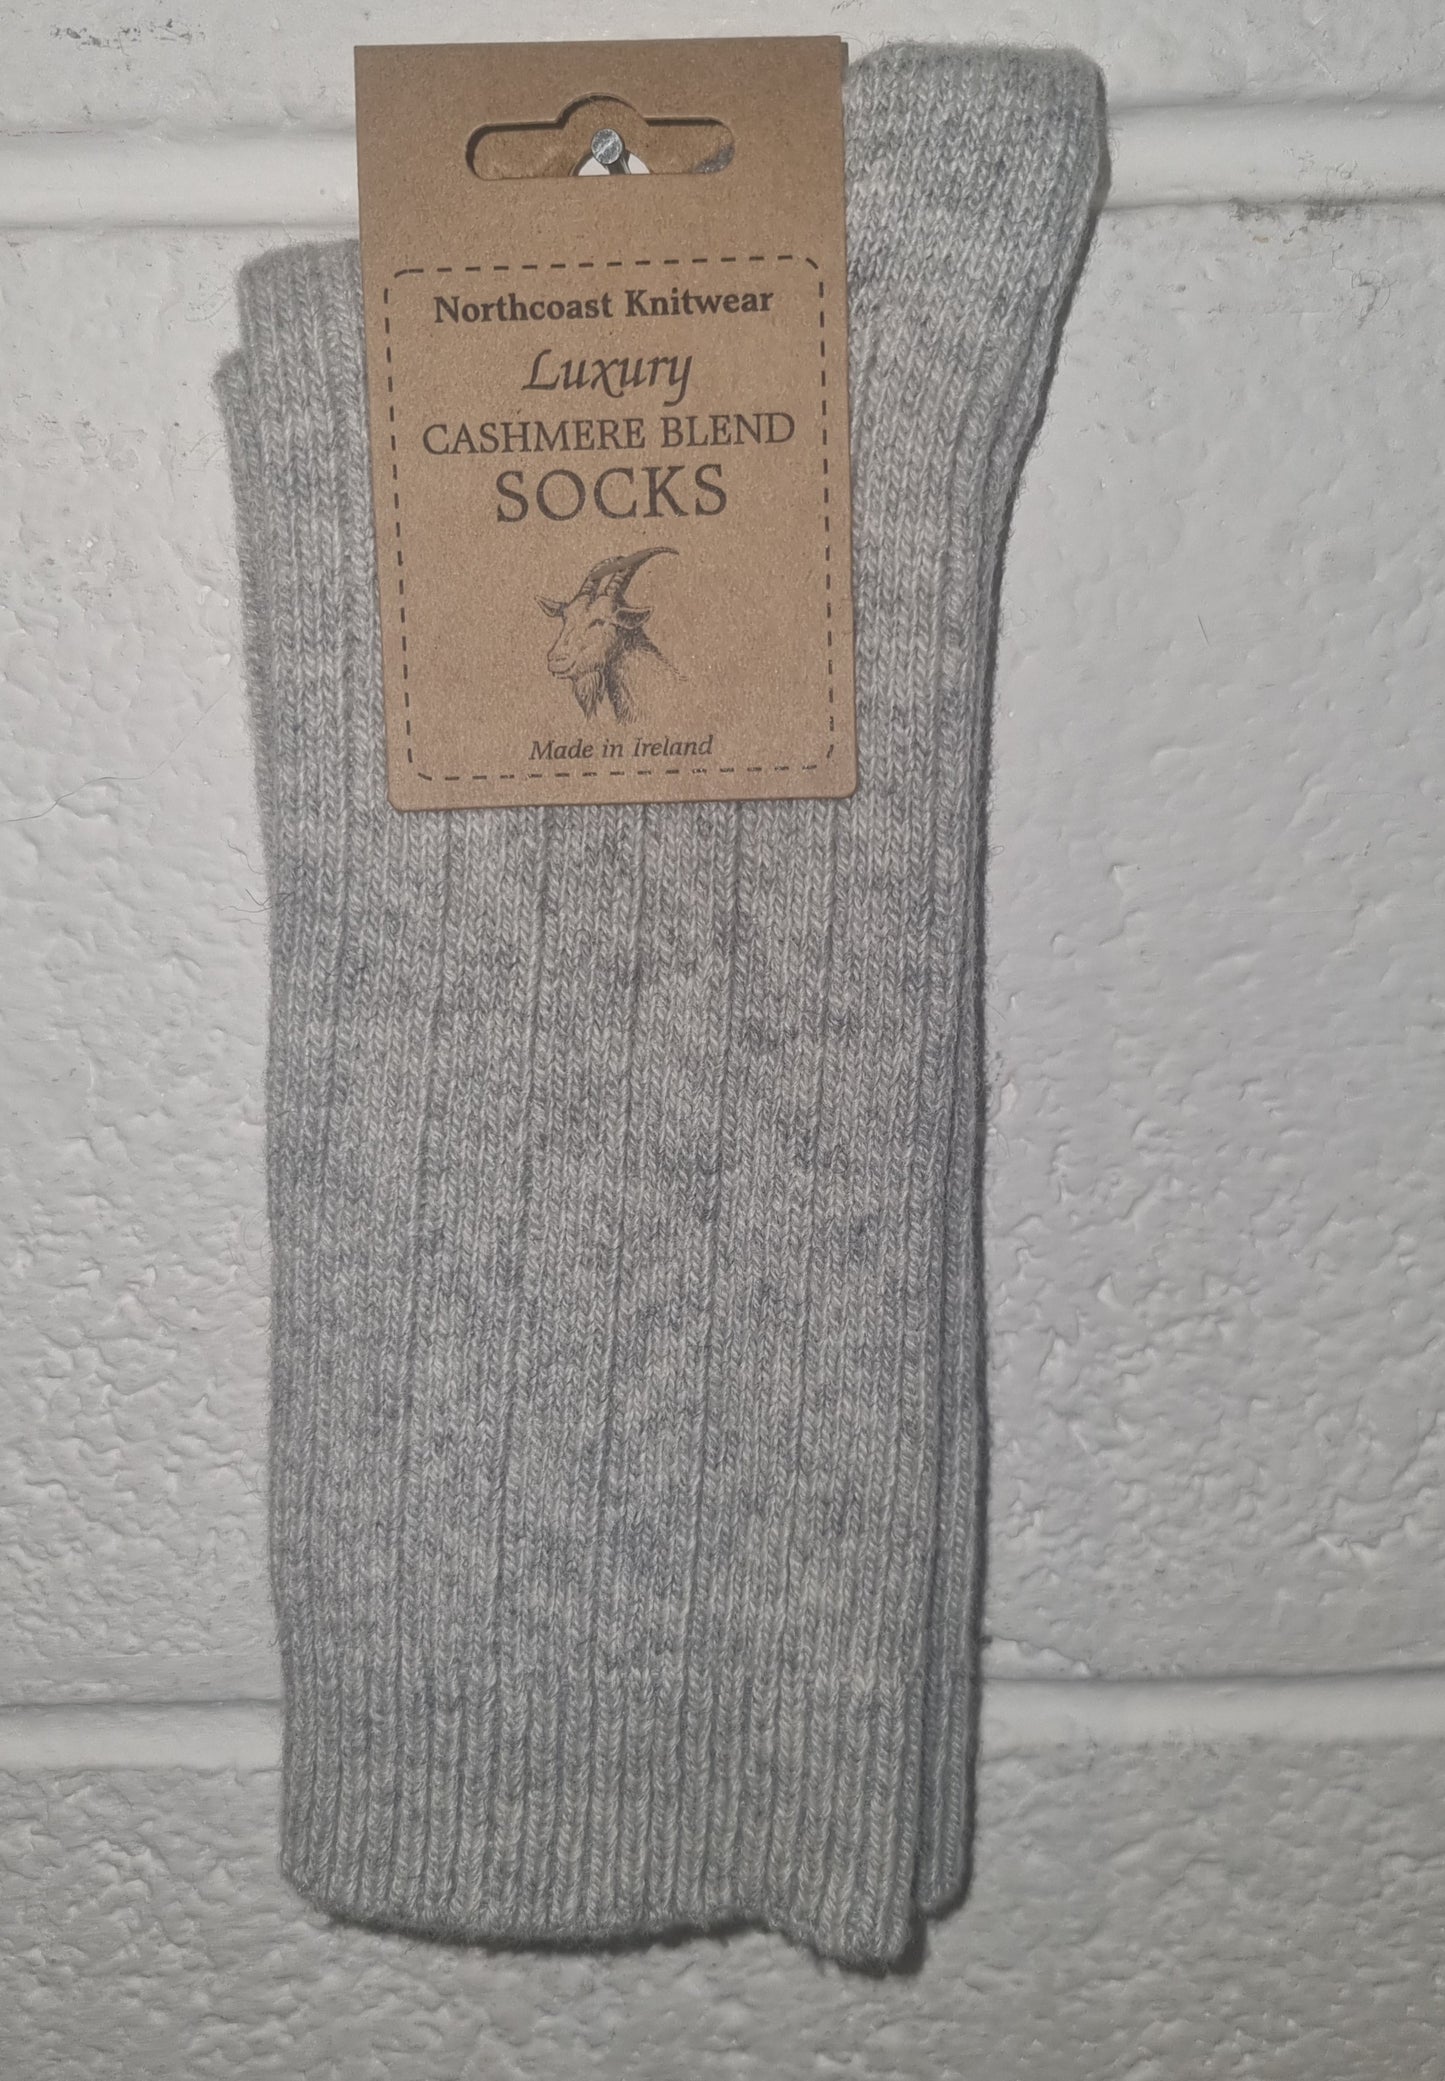 Northcoast Knitwear
Luxury
CASHMERE BLEND
SOCKS
Made in Ireland